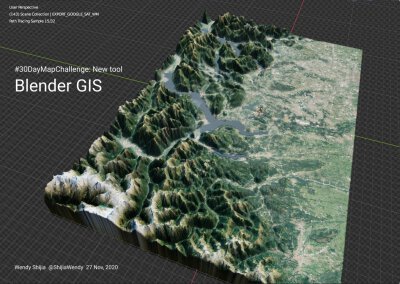 User Perspective
(143) Scene Collection | EXPORT_GOOGLE_SAT_WM
Path Tracing Sample 15/32
#30DayMapChallenge: New tool
Blender GIS
Wendy Shijia @ShijiaWendy 27 Nov, 2020